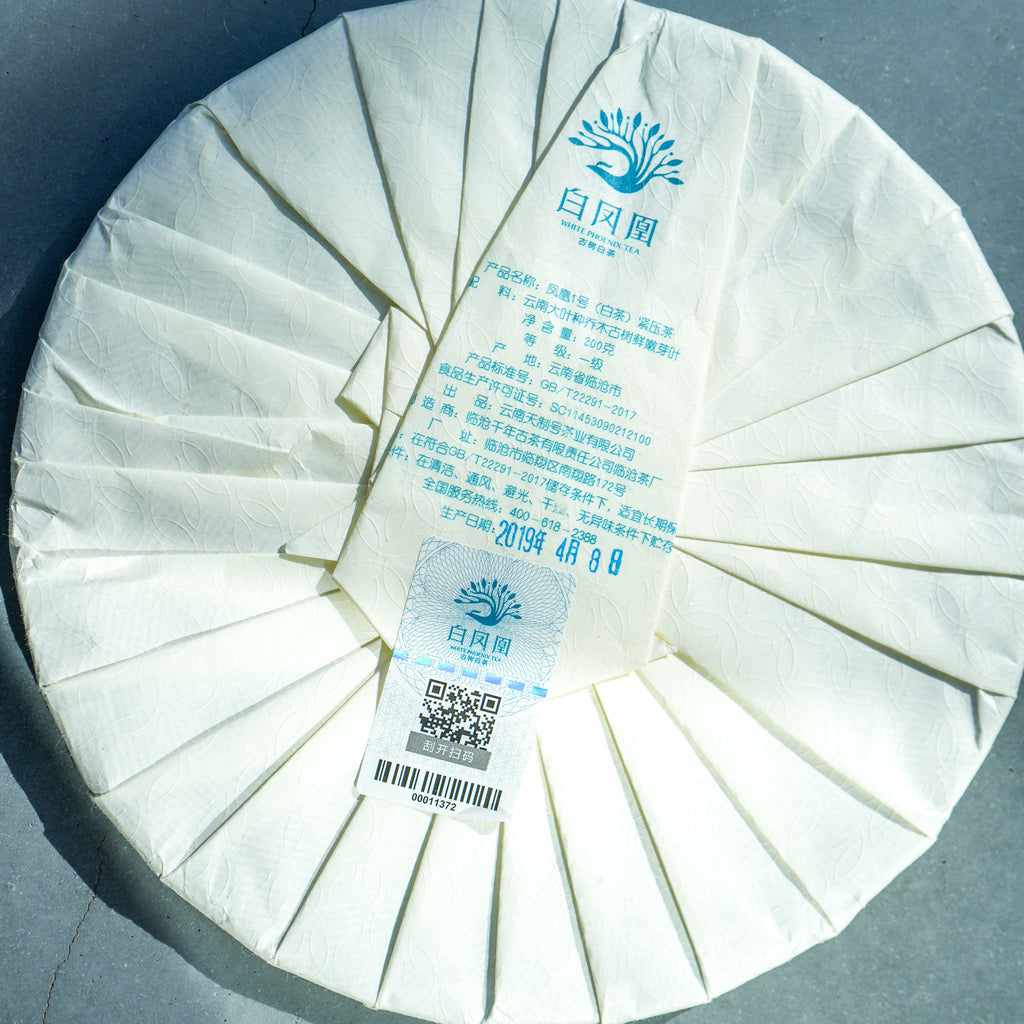 白凤凰
WHITE PHOENIX TEA
古树白茶
产品名称：凤凰1号（白茶）紧压茶
配 料：云南大叶种乔木古树鲜嫩芽叶
净含量：200克
等 级：一级
产 地：云南省临沧市
产品标准号：GB/T22291-2017
食品生产许可证号：SC11453090212100
出 品：云南天制号茶业有限公司
造商：临沧千年古茶有限责任公司临沧茶厂
厂 址：临沧市临翔区南翔路172号
：在符合GB/T22291-2017储存条件下，适宜长期保
件：在清洁、通风、避光、干 、无异味条件下贮存
全国服务热线：400-618-2388
生产日期：2019年 4月 8日
白凤凰
WHITE PHOENIX TEA
古树白茶
刮开扫码
00011372